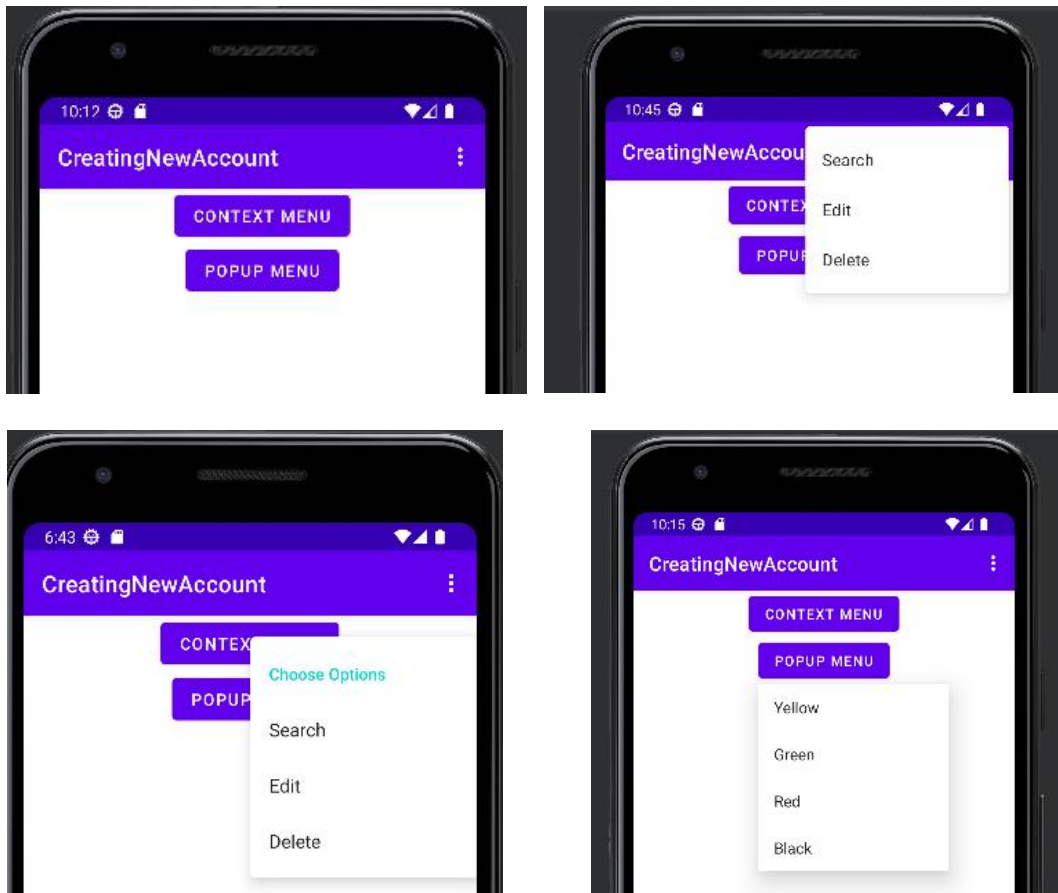 10:12
CreatingNewAccount
CONTEXT MENU
POPUP MENU
10:45
CreatingNewAccou
Search
CONTEX
Edit
POPUP
Delete
6:43
CreatingNewAccount
CONTEX
Choose Options
POPUP
Search
Edit
Delete
10:15
CreatingNewAccount
CONTEXT MENU
POPUP MENU
Yellow
Green
Red
Black